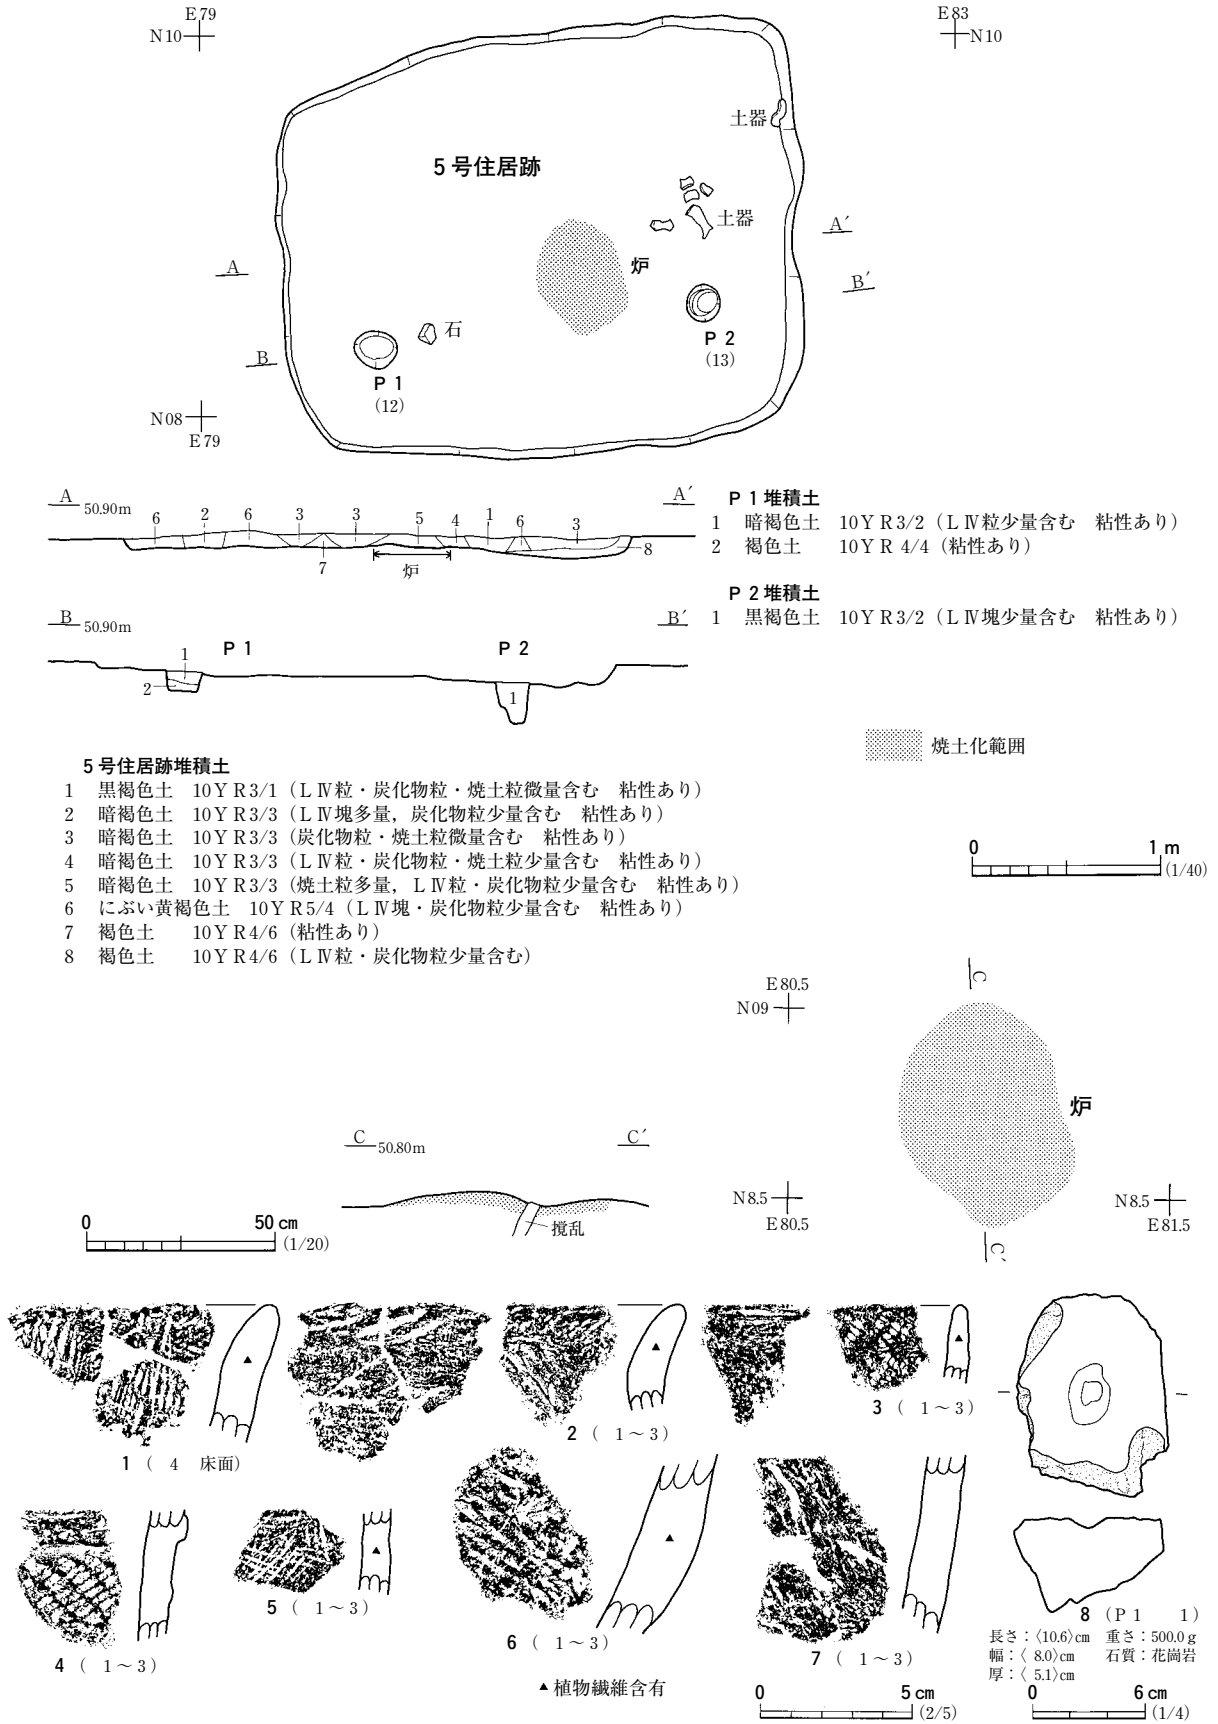 E79
N10
E83
N10
土器
5号住居跡
土器
A
A′
炉
B′
石
P 2
(13)
B
P 1
(12)
N08
E79
A 50.90m
A′
6 2 6 3 3 5 4 1 6 3
7
8
炉
P 1 堆積土
1 暗褐色土 10YR3/2（LⅣ粒少量含む 粘性あり）
2 褐色土 10YR 4/4（粘性あり）
P 2 堆積土
1 黒褐色土 10YR3/2（LⅣ塊少量含む 粘性あり）
B 50.90m
B′
P 1
P 2
1
2
1
焼土化範囲
5号住居跡堆積土
1 黒褐色土 10YR3/1（LⅣ粒・炭化物粒・焼土粒微量含む 粘性あり）
2 暗褐色土 10YR3/3（LⅣ塊多量，炭化物粒少量含む 粘性あり）
3 暗褐色土 10YR3/3（炭化物粒・焼土粒微量含む 粘性あり）
4 暗褐色土 10YR3/3（LⅣ粒・炭化物粒・焼土粒少量含む 粘性あり）
5 暗褐色土 10YR3/3（焼土粒多量，LⅣ粒・炭化物粒少量含む 粘性あり）
6 にぶい黄褐色土 10YR5/4（LⅣ塊・炭化物粒少量含む 粘性あり）
7 褐色土 10YR4/6（粘性あり）
8 褐色土 10YR4/6（LⅣ粒・炭化物粒少量含む）
0 1 m
(1/40)
E80.5
N09
C
炉
C 50.80m
C′
撹乱
N8.5
E80.5
N8.5
E81.5
C′
0 50 cm
(1/20)
1（ 4 床面）
2（ 1～3）
3（ 1～3）
4（ 1～3）
5（ 1～3）
6（ 1～3）
7（ 1～3）
8（P 1 1）
長さ：〈10.6〉cm 重さ：500.0 g
幅：〈 8.0〉cm 石質：花崗岩
厚：〈 5.1〉cm
▲植物繊維含有
0 5 cm
(2/5)
0 6 cm
(1/4)